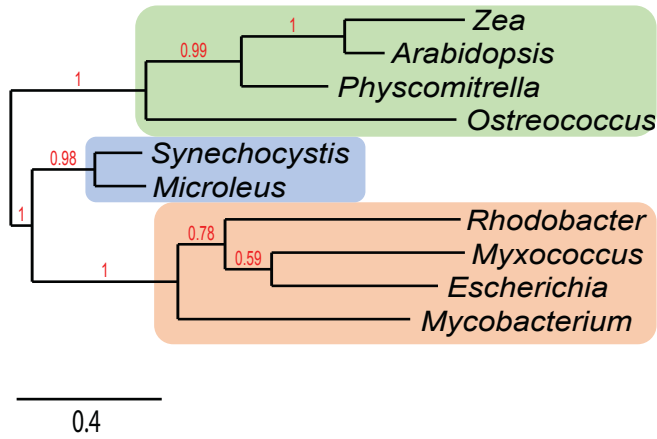 Zea
1
Arabidopsis
0.99
Physcomitrella
1
Ostreococcus
Synechocystis
0.98
Microleus
1
Rhodobacter
0.78
Myxococcus
0.59
Escherichia
1
Mycobacterium
0.4